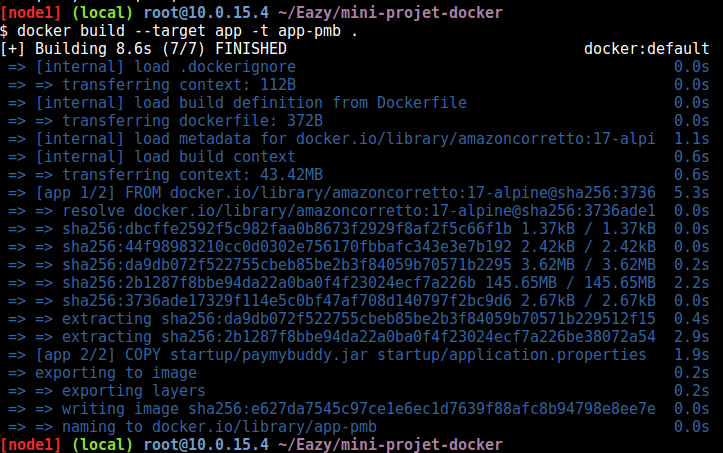 [node1] (local) root@10.0.15.4 ~/Eazy/mini-projet-docker
$ docker build --target app -t app-pmb .
[+] Building 8.6s (7/7) FINISHED docker:default
=> [internal] load .dockerignore 0.0s
=> => transferring context: 112B 0.0s
=> [internal] load build definition from Dockerfile 0.0s
=> => transferring dockerfile: 372B 0.0s
=> [internal] load metadata for docker.io/library/amazoncorretto:17-alpi 1.1s
=> [internal] load build context 0.6s
=> => transferring context: 43.42MB 0.6s
=> [app 1/2] FROM docker.io/library/amazoncorretto:17-alpine@sha256:3736 5.3s
=> => resolve docker.io/library/amazoncorretto:17-alpine@sha256:3736ade1 0.0s
=> => sha256:dbcffe2592f5c982faa0b8673f2929f8af2f5c66f1b 1.37kB / 1.37kB 0.0s
=> => sha256:44f98983210cc0d0302e756170fbbafc343e3e7b192 2.42kB / 2.42kB 0.0s
=> => sha256:da9db072f522755cbeb85be2b3f84059b70571b2295 3.62MB / 3.62MB 0.2s
=> => sha256:2b1287f8bbe94da22a0ba0f4f23024ecf7a226b 145.65MB / 145.65MB 2.2s
=> => sha256:3736ade17329f114e5c0bf47af708d140797f2bc9d6 2.67kB / 2.67kB 0.0s
=> => extracting sha256:da9db072f522755cbeb85be2b3f84059b70571b229512f15 0.4s
=> => extracting sha256:2b1287f8bbe94da22a0ba0f4f23024ecf7a226be38072a54 2.9s
=> [app 2/2] COPY startup/paymybuddy.jar startup/application.properties 1.9s
=> exporting to image 0.2s
=> => exporting layers 0.2s
=> => writing image sha256:e627da7545c97ce1e6ec1d7639f88afc8b94798e8ee7e 0.0s
=> => naming to docker.io/library/app-pmb 0.0s
[node1] (local) root@10.0.15.4 ~/Eazy/mini-projet-docker